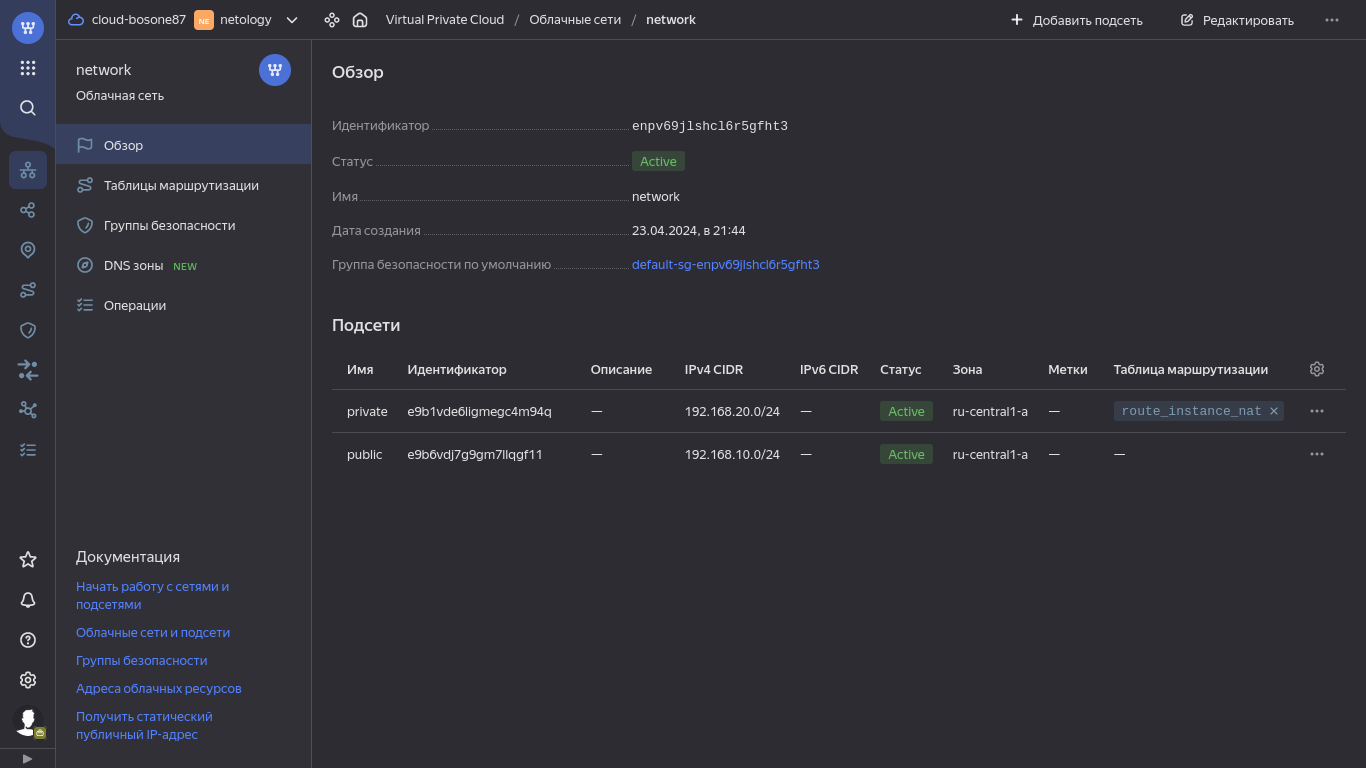 cloud-bosone87 NE netology Virtual Private Cloud / Облачные сети / network Добавить подсеть Редактировать
network
Облачная сеть
Обзор
Таблицы маршрутизации
Группы безопасности
DNS зоны NEW
Операции
Документация
Начать работу с сетями и
подсетями
Облачные сети и подсети
Группы безопасности
Адреса облачных ресурсов
Получить статический
публичный IP-адрес
Обзор
Идентификатор enpv69jlshcl6r5gfht3
Статус Active
Имя network
Дата создания 23.04.2024, в 21:44
Группа безопасности по умолчанию default-sg-enpv69jlshcl6r5gfht3
Подсети
Имя Идентификатор Описание IPv4 CIDR IPv6 CIDR Статус Зона Метки Таблица маршрутизации
private e9b1vde6ligmegc4m94q — 192.168.20.0/24 — Active ru-central1-a — route_instance_nat ×
public e9b6vdj7g9gm7llqgf11 — 192.168.10.0/24 — Active ru-central1-a — —